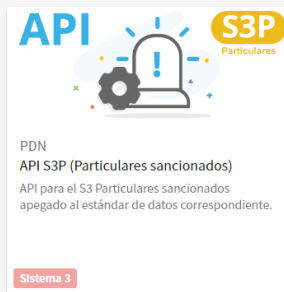 API
S3P
Particulares
!
PDN
API S3P (Particulares sancionados)
API para el S3 Particulares sancionados
apegado al estándar de datos correspondiente.
Sistema 3